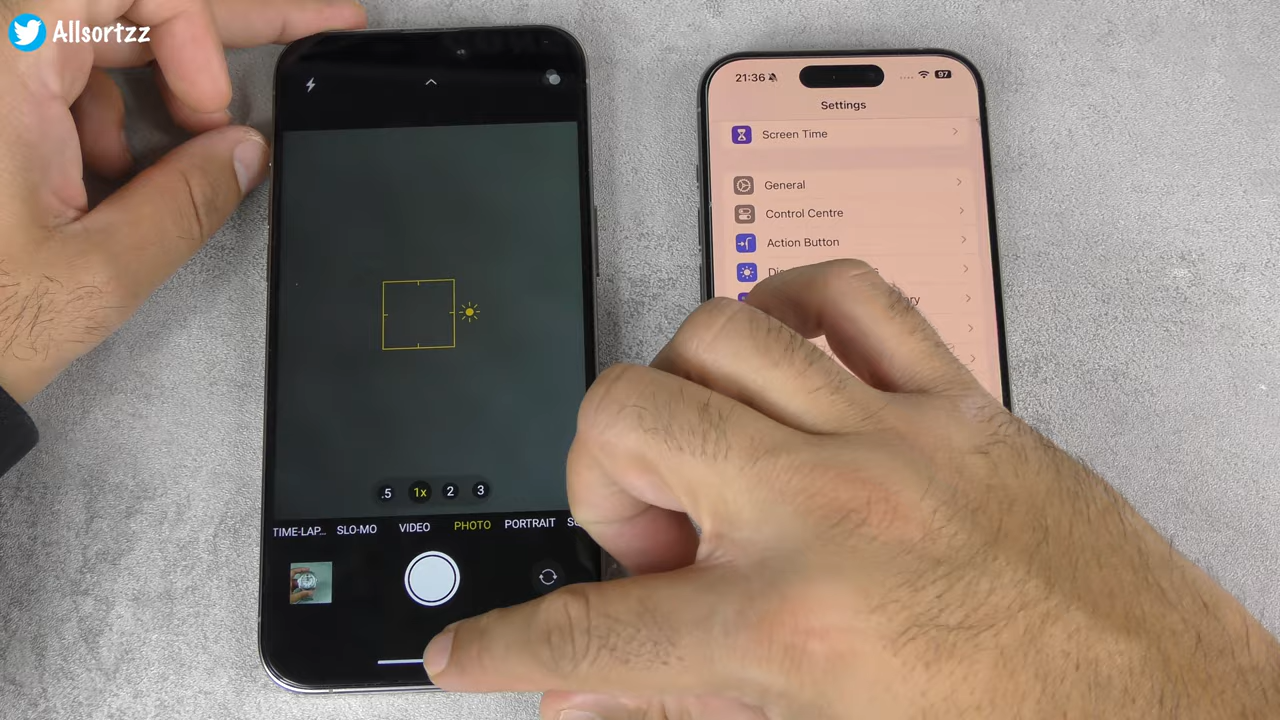 Allsortzz
21:36
97
Settings
Screen Time
General
Control Centre
Action Button
.5 1x 2 3
TIME-LAP... SLO-MO VIDEO PHOTO PORTRAIT